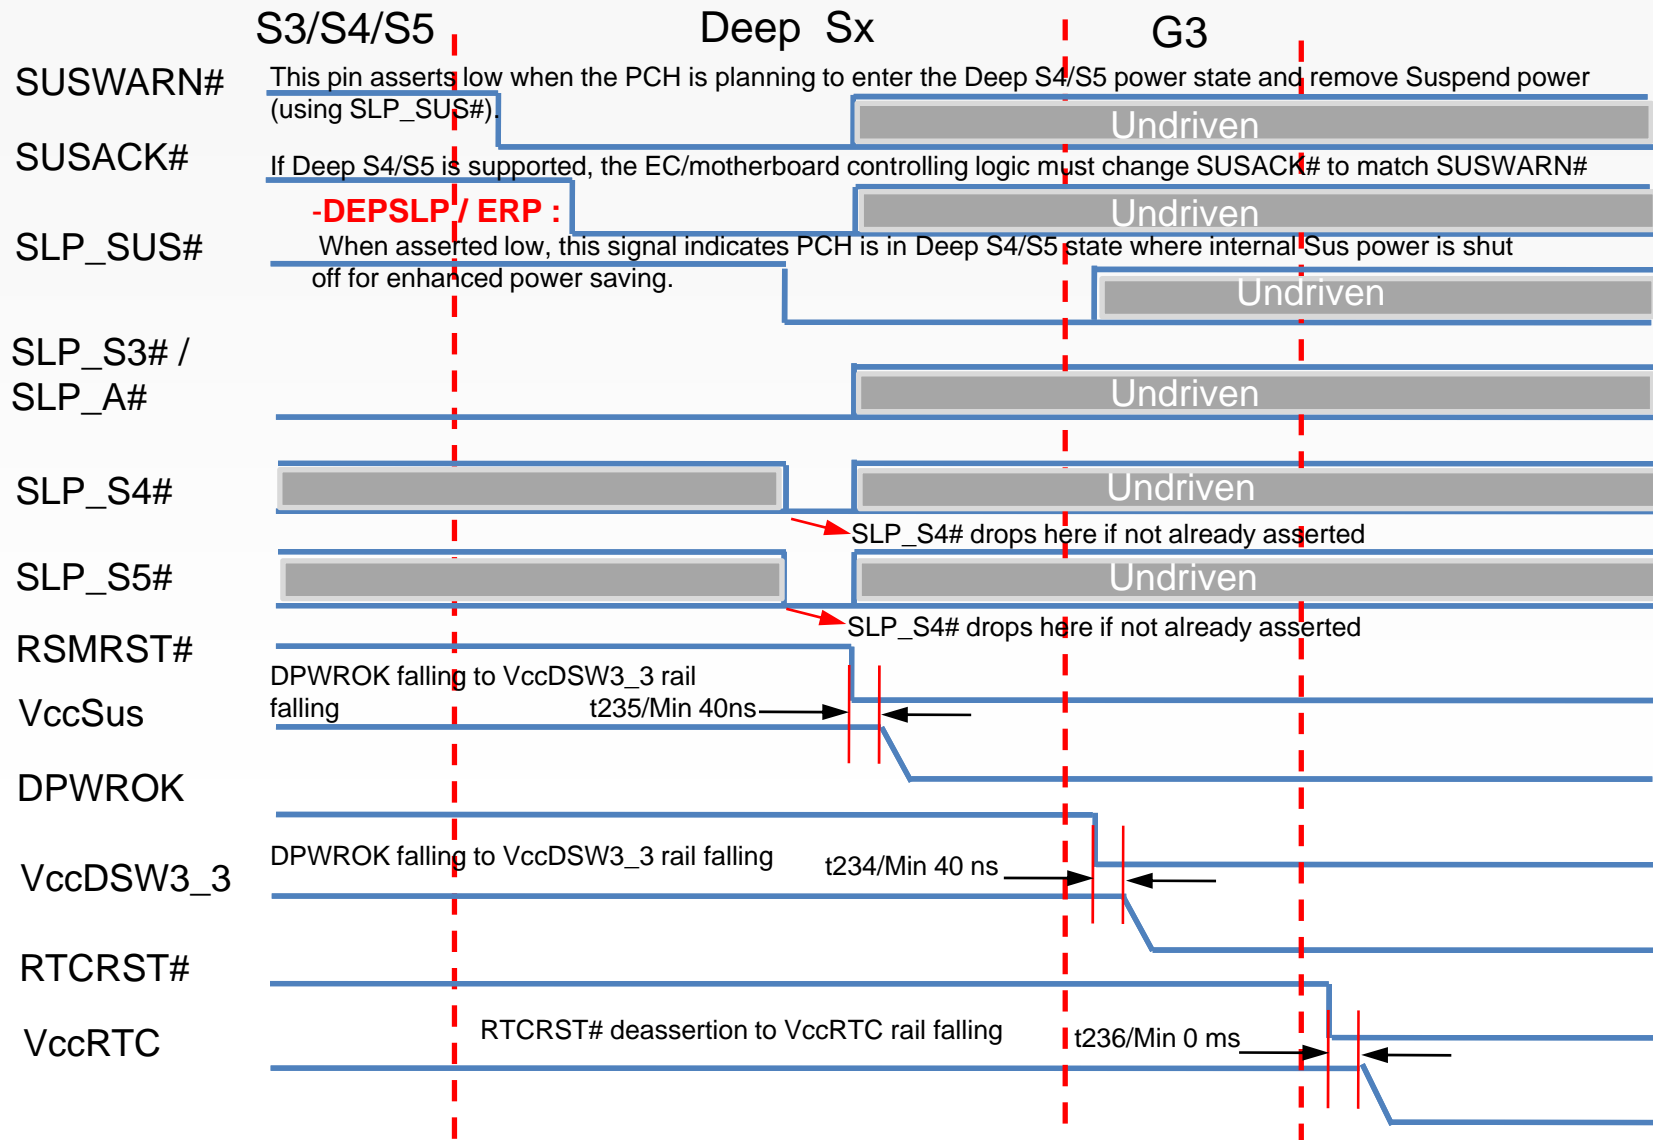 S3/S4/S5
Deep Sx
G3
SUSWARN#
This pin asserts low when the PCH is planning to enter the Deep S4/S5 power state and remove Suspend power
(using SLP_SUS#).
Undriven
SUSACK#
If Deep S4/S5 is supported, the EC/motherboard controlling logic must change SUSACK# to match SUSWARN#
-DEPSLP / ERP :
Undriven
SLP_SUS#
When asserted low, this signal indicates PCH is in Deep S4/S5 state where internal Sus power is shut
off for enhanced power saving.
Undriven
SLP_S3# /
SLP_A#
Undriven
SLP_S4#
Undriven
SLP_S4# drops here if not already asserted
SLP_S5#
Undriven
SLP_S4# drops here if not already asserted
RSMRST#
DPWROK falling to VccDSW3_3 rail
falling
t235/Min 40ns
VccSus
DPWROK
DPWROK falling to VccDSW3_3 rail falling
t234/Min 40 ns
VccDSW3_3
RTCRST#
RTCRST# deassertion to VccRTC rail falling
t236/Min 0 ms
VccRTC